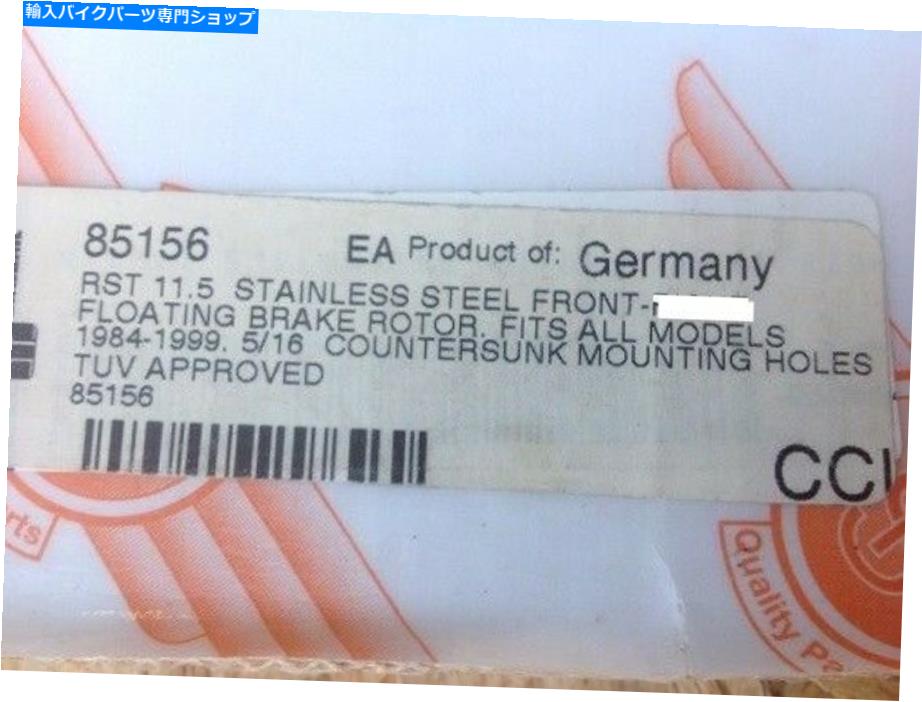 輸入バイクパーツ専門ショップ
85156 EA Product of: Germany
RST 11.5 STAINLESS STEEL FRONT-
FLOATING BRAKE ROTOR. FITS ALL MODELS
1984-1999. 5/16 COUNTERSUNK MOUNTING HOLES
TUV APPROVED
85156
CCI
rts
Quality Pa